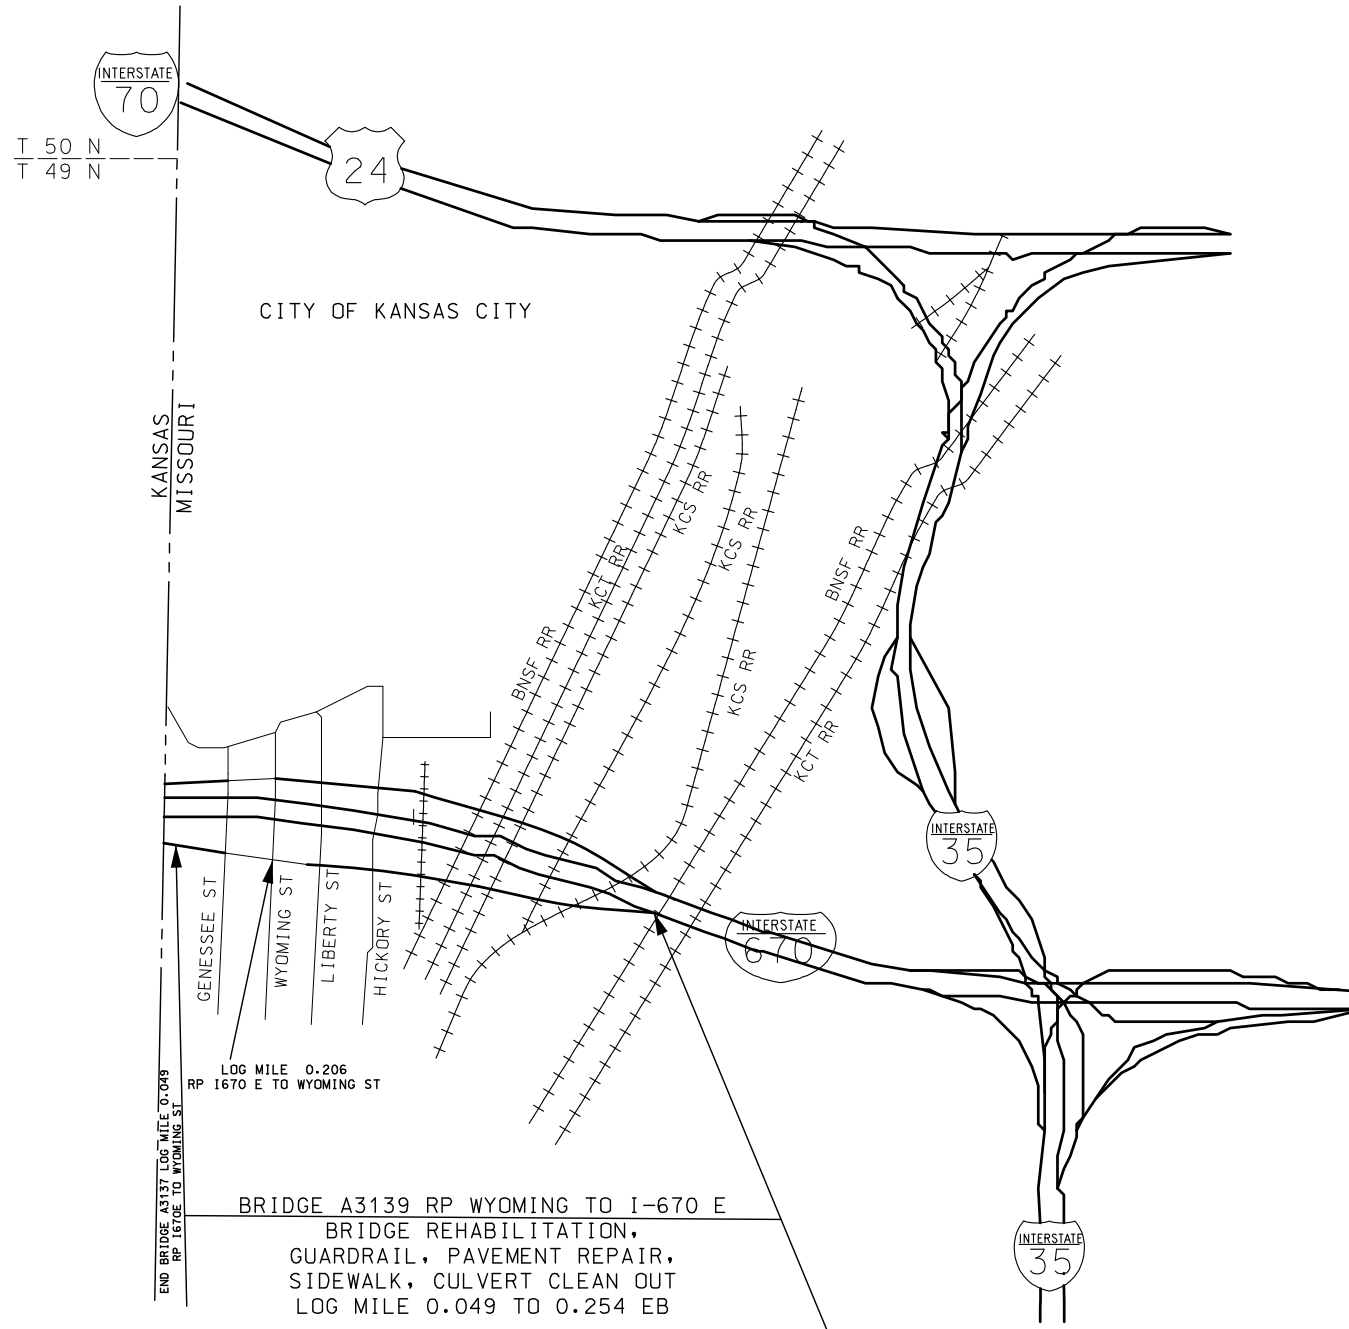 INTERSTATE
70
T 50 N
T 49 N
24
CITY OF KANSAS CITY
KANSAS
MISSOURI
KCS RR
KCS RR
KCT RR
BNSF RR
BNSF RR
KCS RR
KCT RR
INTERSTATE
35
GENESSEE ST
WYOMING ST
LIBERTY ST
HICKORY ST
INTERSTATE
670
LOG MILE 0.206
RP I670 E TO WYOMING ST
END BRIDGE A3137 LOG MILE 0.049
RP I670E TO WYOMING ST
BRIDGE A3139 RP WYOMING TO I-670 E
BRIDGE REHABILITATION,
GUARDRAIL, PAVEMENT REPAIR,
SIDEWALK, CULVERT CLEAN OUT
LOG MILE 0.049 TO 0.254 EB
INTERSTATE
35